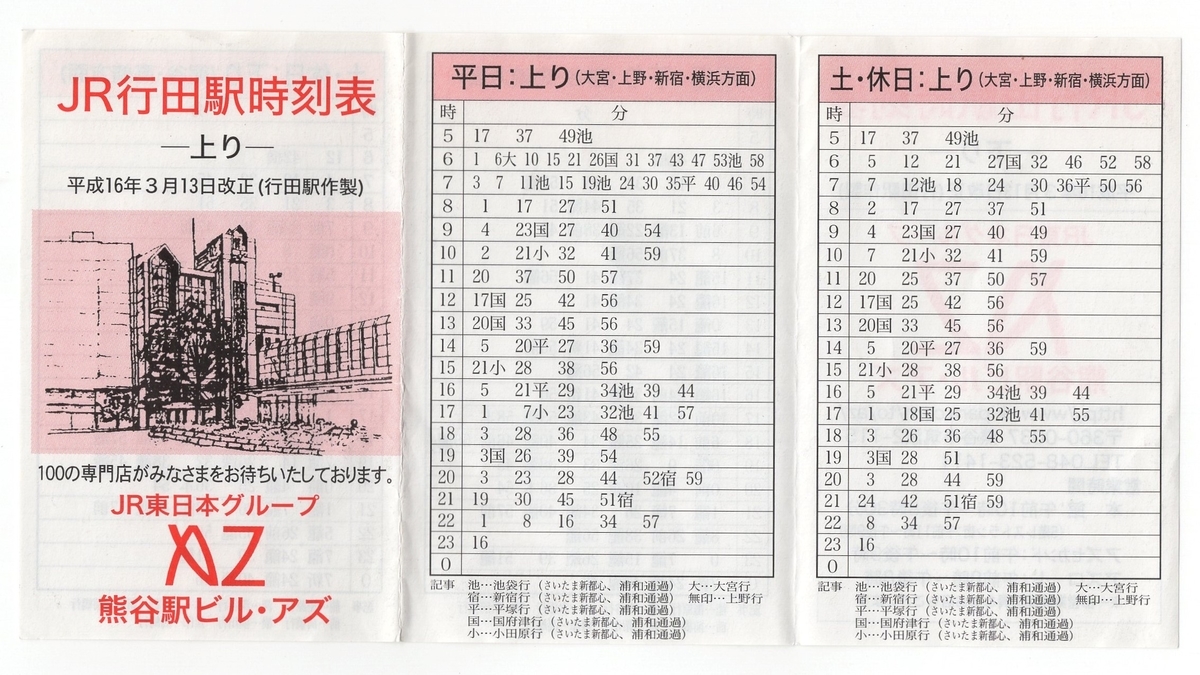 JR行田駅時刻表
―上り―
平成16年3月13日改正(行田駅作製)
100の専門店がみなさまをお待ちいたしております。
JR東日本グループ
AZ
熊谷駅ビル・アズ
平日:上り(大宮・上野・新宿・横浜方面)
時 分
5 17 37 49池
6 1 6大 10 15 21 26国 31 37 43 47 53池 58
7 3 7 11池 15 19池 24 30 35平 40 46 54
8 1 17 27 51
9 4 23国 27 40 54
10 2 21小 32 41 59
11 20 37 50 57
12 17国 25 42 56
13 20国 33 45 56
14 5 20平 27 36 59
15 21小 28 38 56
16 5 21平 29 34池 39 44
17 1 7小 23 32池 41 57
18 3 28 36 48 55
19 3国 26 39 54
20 3 23 28 44 52宿 59
21 19 30 45 51宿
22 1 8 16 34 57
23 16
0
記事 池…池袋行(さいたま新都心、浦和通過) 大…大宮行
宿…新宿行(さいたま新都心、浦和通過) 無印…上野行
平…平塚行(さいたま新都心、浦和通過)
国…国府津行(さいたま新都心、浦和通過)
小…小田原行(さいたま新都心、浦和通過)
土・休日:上り(大宮・上野・新宿・横浜方面)
時 分
5 17 37 49池
6 5 12 21 27国 32 46 52 58
7 7 12池 18 24 30 36平 50 56
8 2 17 27 37 51
9 4 23国 27 40 49
10 7 21小 32 41 59
11 20 25 37 50 57
12 17国 25 42 56
13 20国 33 45 56
14 5 20平 27 36 59
15 21小 28 38 56
16 5 21平 29 34池 39 44
17 1 18国 25 32池 41 55
18 3 26 36 48 55
19 3国 28 51
20 3 28 44 59
21 24 42 51宿 59
22 8 34 57
23 16
0
記事 池…池袋行(さいたま新都心、浦和通過) 大…大宮行
宿…新宿行(さいたま新都心、浦和通過) 無印…上野行
平…平塚行(さいたま新都心、浦和通過)
国…国府津行(さいたま新都心、浦和通過)
小…小田原行(さいたま新都心、浦和通過)